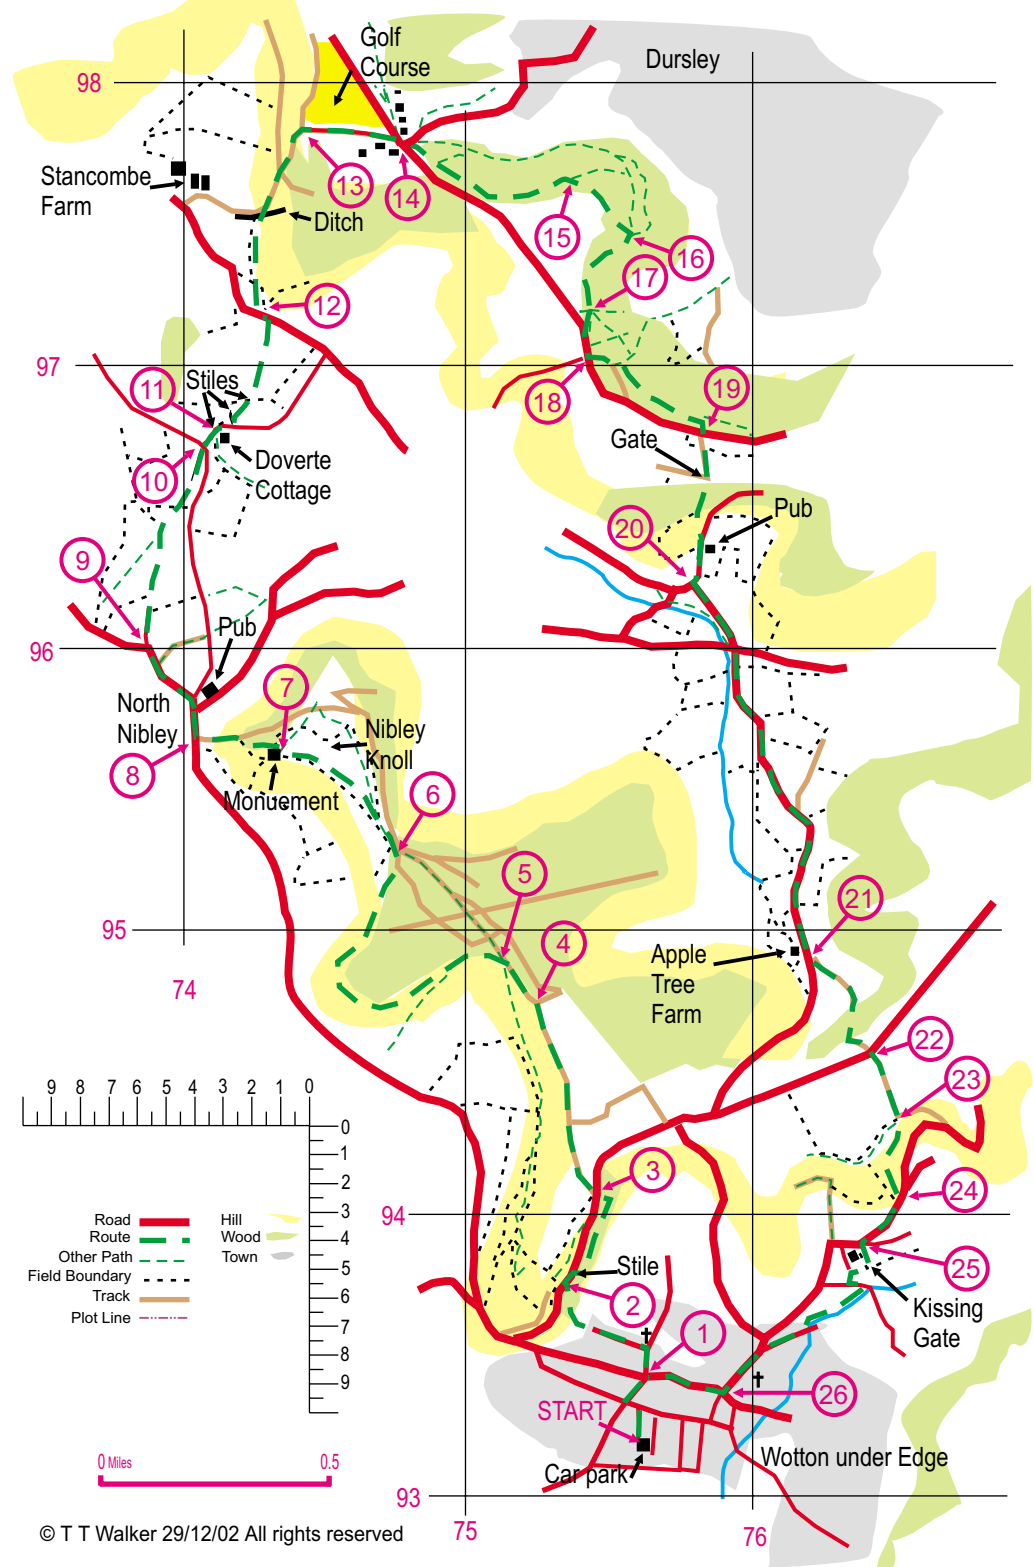 Golf
Course
Dursley
98
Stancombe
Farm
13
14
Ditch
15
16
17
12
97
11
Stiles
18
19
10
Doverte
Cottage
Gate
Pub
20
9
Pub
96
North
Nibley
7
Nibley
Knoll
8
Monuement
6
5
21
95
4
Apple
Tree
Farm
74
22
23
9 8 7 6 5 4 3 2 1 0
0
1
2
3
4
5
6
7
8
9
3
24
94
Road
Route
Other Path
Field Boundary
Track
Plot Line
Hill
Wood
Town
Stile
25
2
Kissing
Gate
1
26
START
Car park
Wotton under Edge
0 Miles
0.5
93
75
76
© T T Walker 29/12/02 All rights reserved